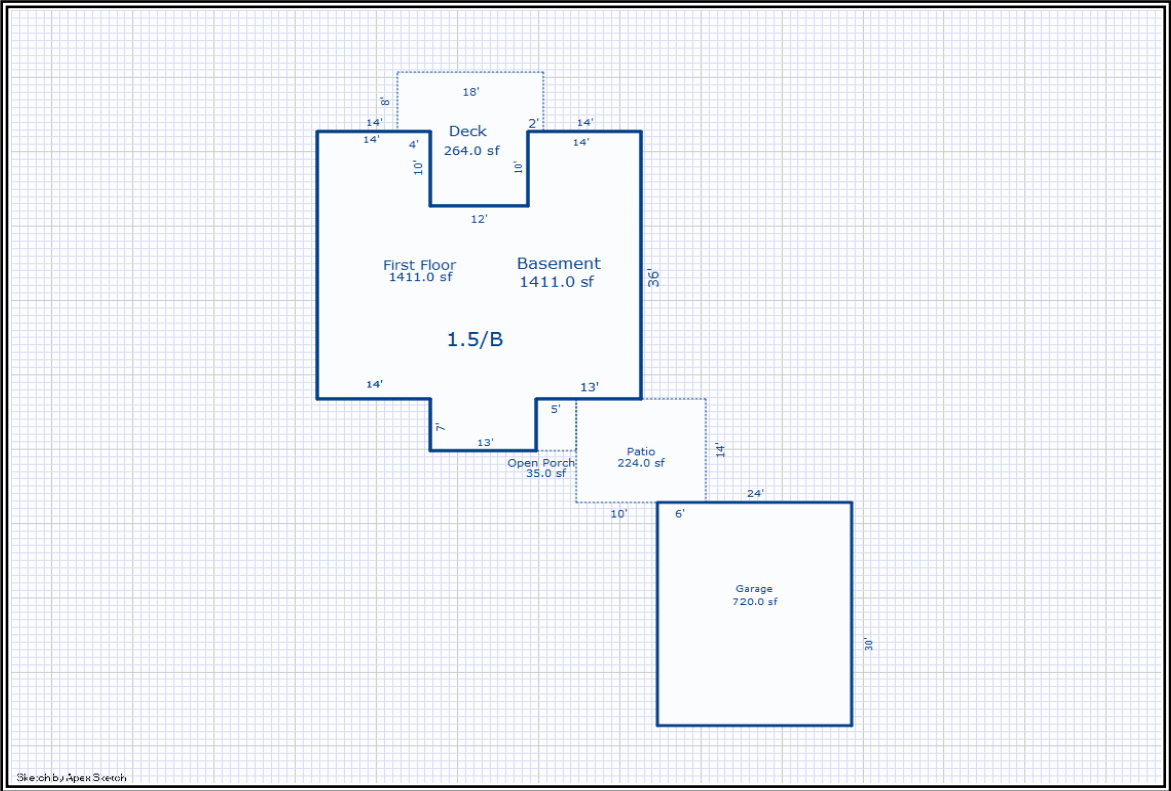 18'
8'
14'
2'
14'
Deck
14'
4'
14'
264.0 sf
10'
10'
12'
First Floor
1411.0 sf
Basement
1411.0 sf
36'
1.5/B
14'
13'
5'
7'
13'
Open Porch
35.0 sf
Patio
224.0 sf
14'
24'
10'
6'
Garage
720.0 sf
30'
Sketch by Apex Sketch